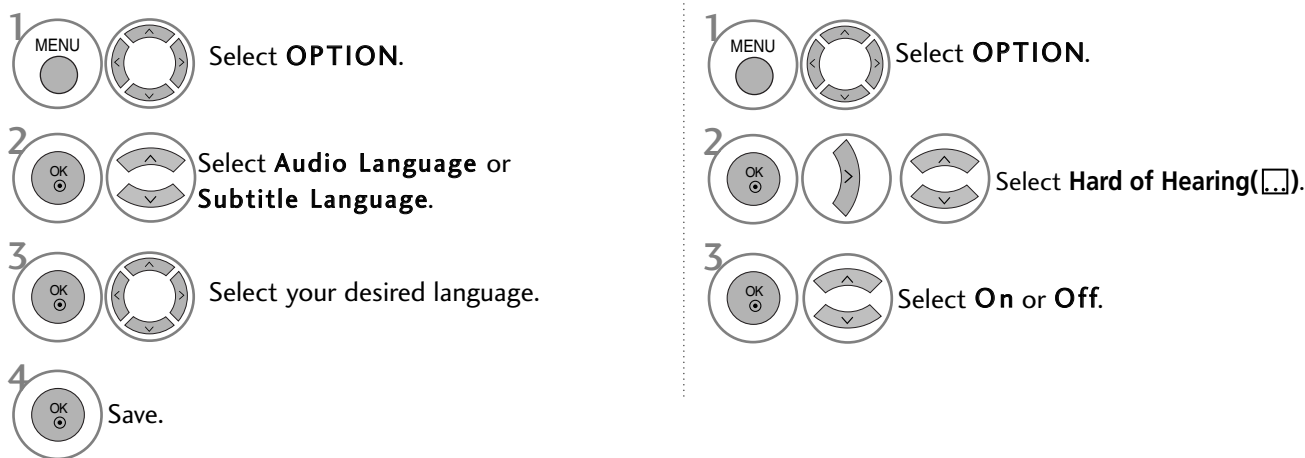 1
MENU
Select OPTION.
2
OK
Select Audio Language or
Subtitle Language.
3
OK
Select your desired language.
4
OK
Save.
1
MENU
Select OPTION.
2
OK
Select Hard of Hearing(...).
3
OK
Select On or Off.